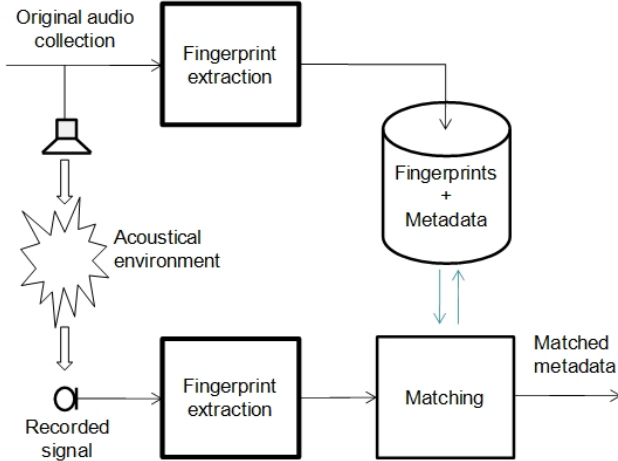 Original audio
collection
Fingerprint
extraction
Fingerprints
+
Metadata
Acoustical
environment
Matched
metadata
Fingerprint
extraction
Matching
Recorded
signal